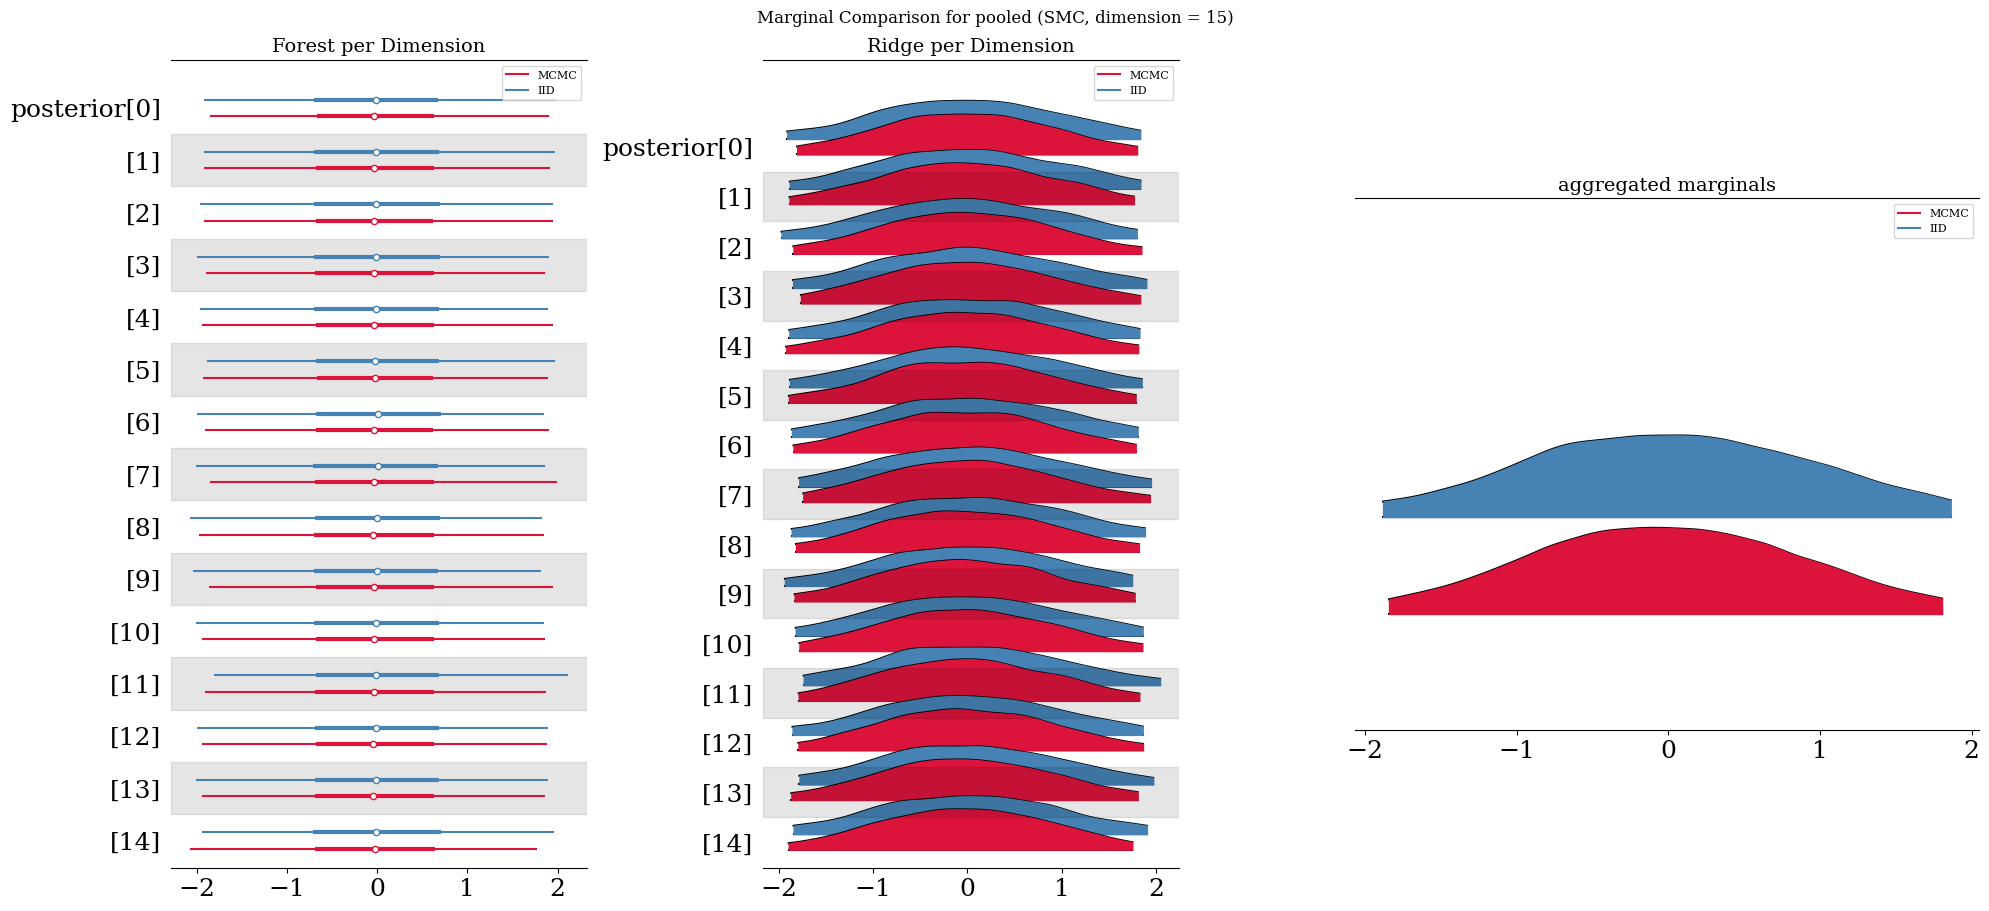 Marginal Comparison for pooled (SMC, dimension = 15)
Forest per Dimension
MCMC
IID
posterior[0]
[1]
[2]
[3]
[4]
[5]
[6]
[7]
[8]
[9]
[10]
[11]
[12]
[13]
[14]
−2 −1 0 1 2
Ridge per Dimension
MCMC
IID
posterior[0]
[1]
[2]
[3]
[4]
[5]
[6]
[7]
[8]
[9]
[10]
[11]
[12]
[13]
[14]
−2 −1 0 1 2
aggregated marginals
MCMC
IID
−2 −1 0 1 2